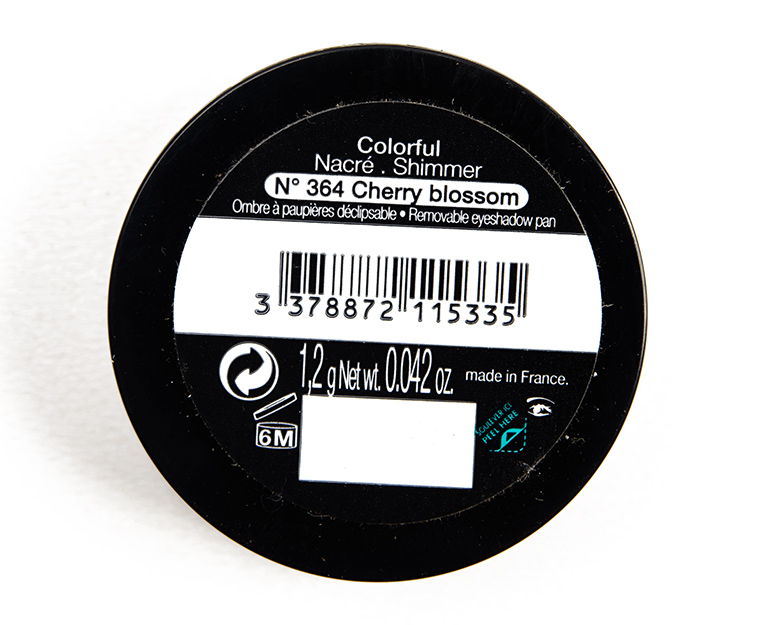 Colorful
Nacré . Shimmer
N° 364 Cherry blossom
Ombre à paupières déclipsable • Removable eyeshadow pan
3 378872 115335
1,2 g Net wt. 0.042 oz. made in France.
SOULEVER ICI
PEEL HERE
6M